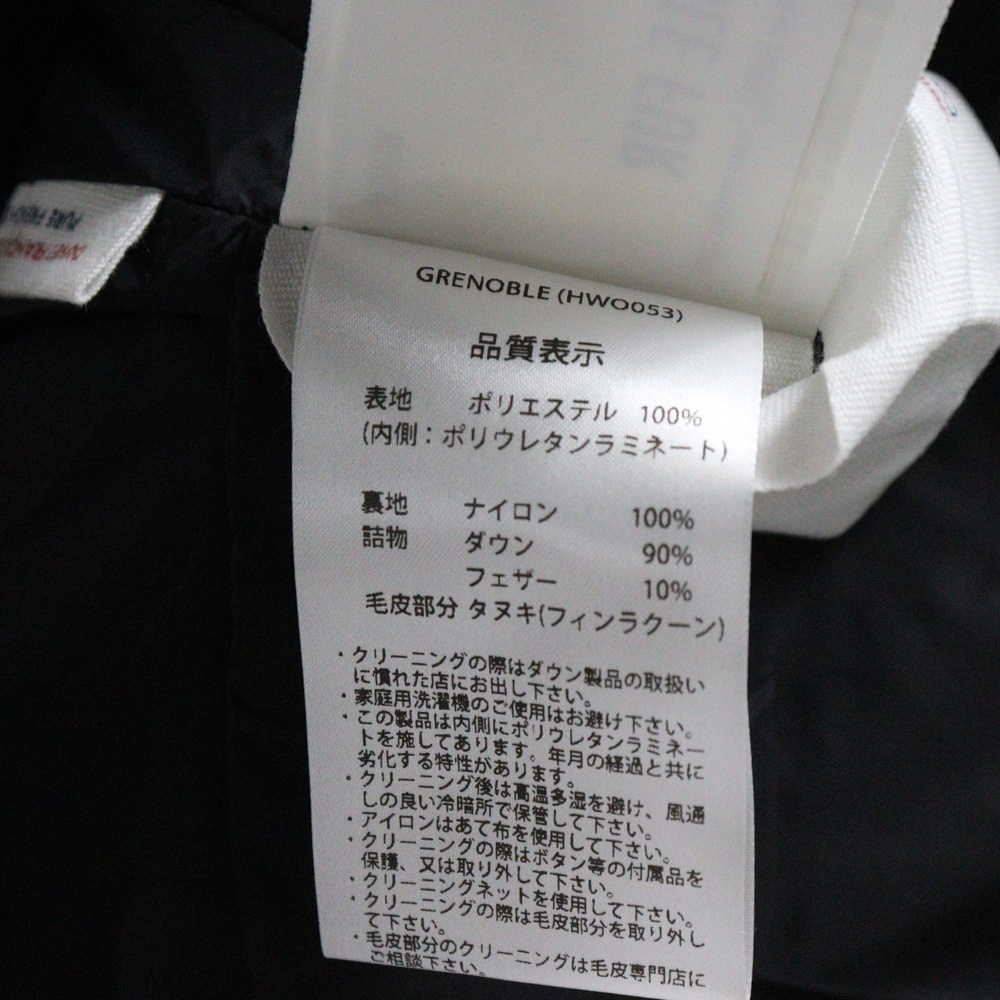 GRENOBLE (HWO053)
品質表示
表地 ポリエステル 100%
(内側：ポリウレタンラミネート)
裏地 ナイロン 100%
詰物 ダウン 90%
フェザー 10%
毛皮部分 タヌキ(フィンラクーン)
・クリーニングの際はダウン製品の取扱い
に慣れた店にお出し下さい。
・家庭用洗濯機のご使用はお避け下さい。
・この製品は内側にポリウレタンラミネー
トを施してあります。年月の経過と共に
劣化する特性があります。
・クリーニング後は高温多湿を避け、風通
しの良い冷暗所で保管して下さい。
・アイロンはあて布を使用して下さい。
・クリーニングの際はボタン等の付属品を
保護、又は取り外して下さい。
・クリーニングネットを使用して下さい。
・クリーニングの際は毛皮部分を取り外し
て下さい。
・毛皮部分のクリーニングは毛皮専門店に
ご相談下さい。